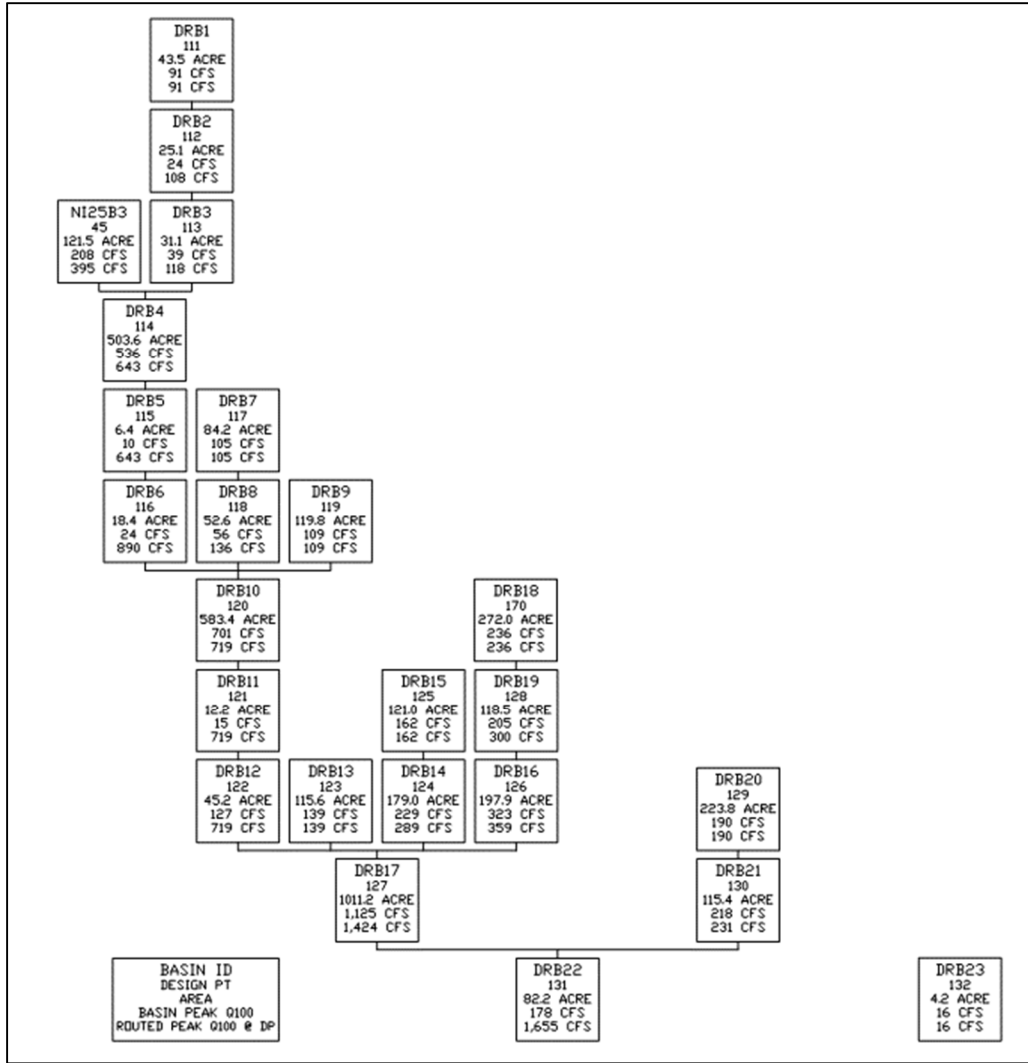 DRB1
111
43.5 ACRE
91 CFS
91 CFS
DRB2
112
25.1 ACRE
24 CFS
108 CFS
NI25B3
45
121.5 ACRE
208 CFS
395 CFS
DRB3
113
31.1 ACRE
39 CFS
118 CFS
DRB4
114
503.6 ACRE
536 CFS
643 CFS
DRB5
115
6.4 ACRE
10 CFS
643 CFS
DRB7
117
84.2 ACRE
105 CFS
105 CFS
DRB6
116
18.4 ACRE
24 CFS
890 CFS
DRB8
118
52.6 ACRE
56 CFS
136 CFS
DRB9
119
119.8 ACRE
109 CFS
109 CFS
DRB10
120
583.4 ACRE
701 CFS
719 CFS
DRB18
170
272.0 ACRE
236 CFS
236 CFS
DRB11
121
12.2 ACRE
15 CFS
719 CFS
DRB15
125
121.0 ACRE
162 CFS
162 CFS
DRB19
128
118.5 ACRE
205 CFS
300 CFS
DRB12
122
45.2 ACRE
127 CFS
719 CFS
DRB13
123
115.6 ACRE
139 CFS
139 CFS
DRB14
124
179.0 ACRE
229 CFS
289 CFS
DRB16
126
197.9 ACRE
323 CFS
359 CFS
DRB20
129
223.8 ACRE
190 CFS
190 CFS
DRB17
127
1011.2 ACRE
1,125 CFS
1,424 CFS
DRB21
130
115.4 ACRE
218 CFS
231 CFS
BASIN ID
DESIGN PT
AREA
BASIN PEAK Q100
ROUTED PEAK Q100 @ DP
DRB22
131
82.2 ACRE
178 CFS
1,655 CFS
DRB23
132
4.2 ACRE
16 CFS
16 CFS